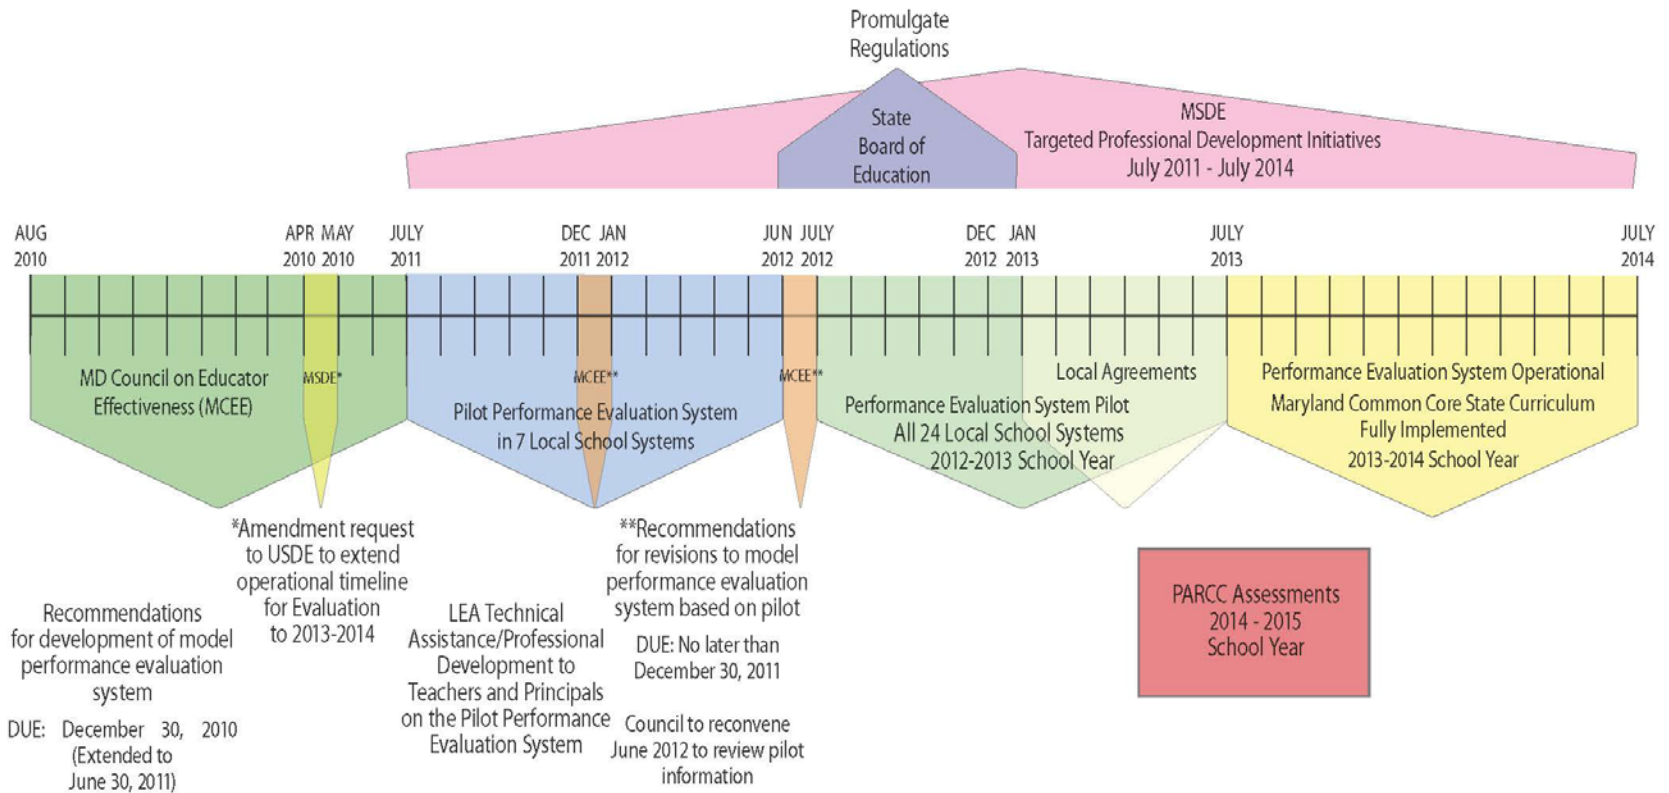 Promulgate
Regulations
State
Board of
Education
MSDE
Targeted Professional Development Initiatives
July 2011 - July 2014
AUG
2010
APR MAY
2010 2010
JULY
2011
DEC JAN
2011 2012
JUN JULY
2012 2012
DEC JAN
2012 2013
JULY
2013
JULY
2014
MD Council on Educator
Effectiveness (MCEE)
MSDE*
Pilot Performance Evaluation System
in 7 Local School Systems
MCEE**
MCEE**
Performance Evaluation System Pilot
All 24 Local School Systems
2012-2013 School Year
Local Agreements
Performance Evaluation System Operational
Maryland Common Core State Curriculum
Fully Implemented
2013-2014 School Year
Recommendations
for development of model
performance evaluation
system
DUE: December 30, 2010
(Extended to
June 30, 2011)
*Amendment request
to USDE to extend
operational timeline
for Evaluation
to 2013-2014
LEA Technical
Assistance/Professional
Development to
Teachers and Principals
on the Pilot Performance
Evaluation System
**Recommendations
for revisions to model
performance evaluation
system based on pilot
DUE: No later than
December 30, 2011
Council to reconvene
June 2012 to review pilot
information
PARCC Assessments
2014 - 2015
School Year